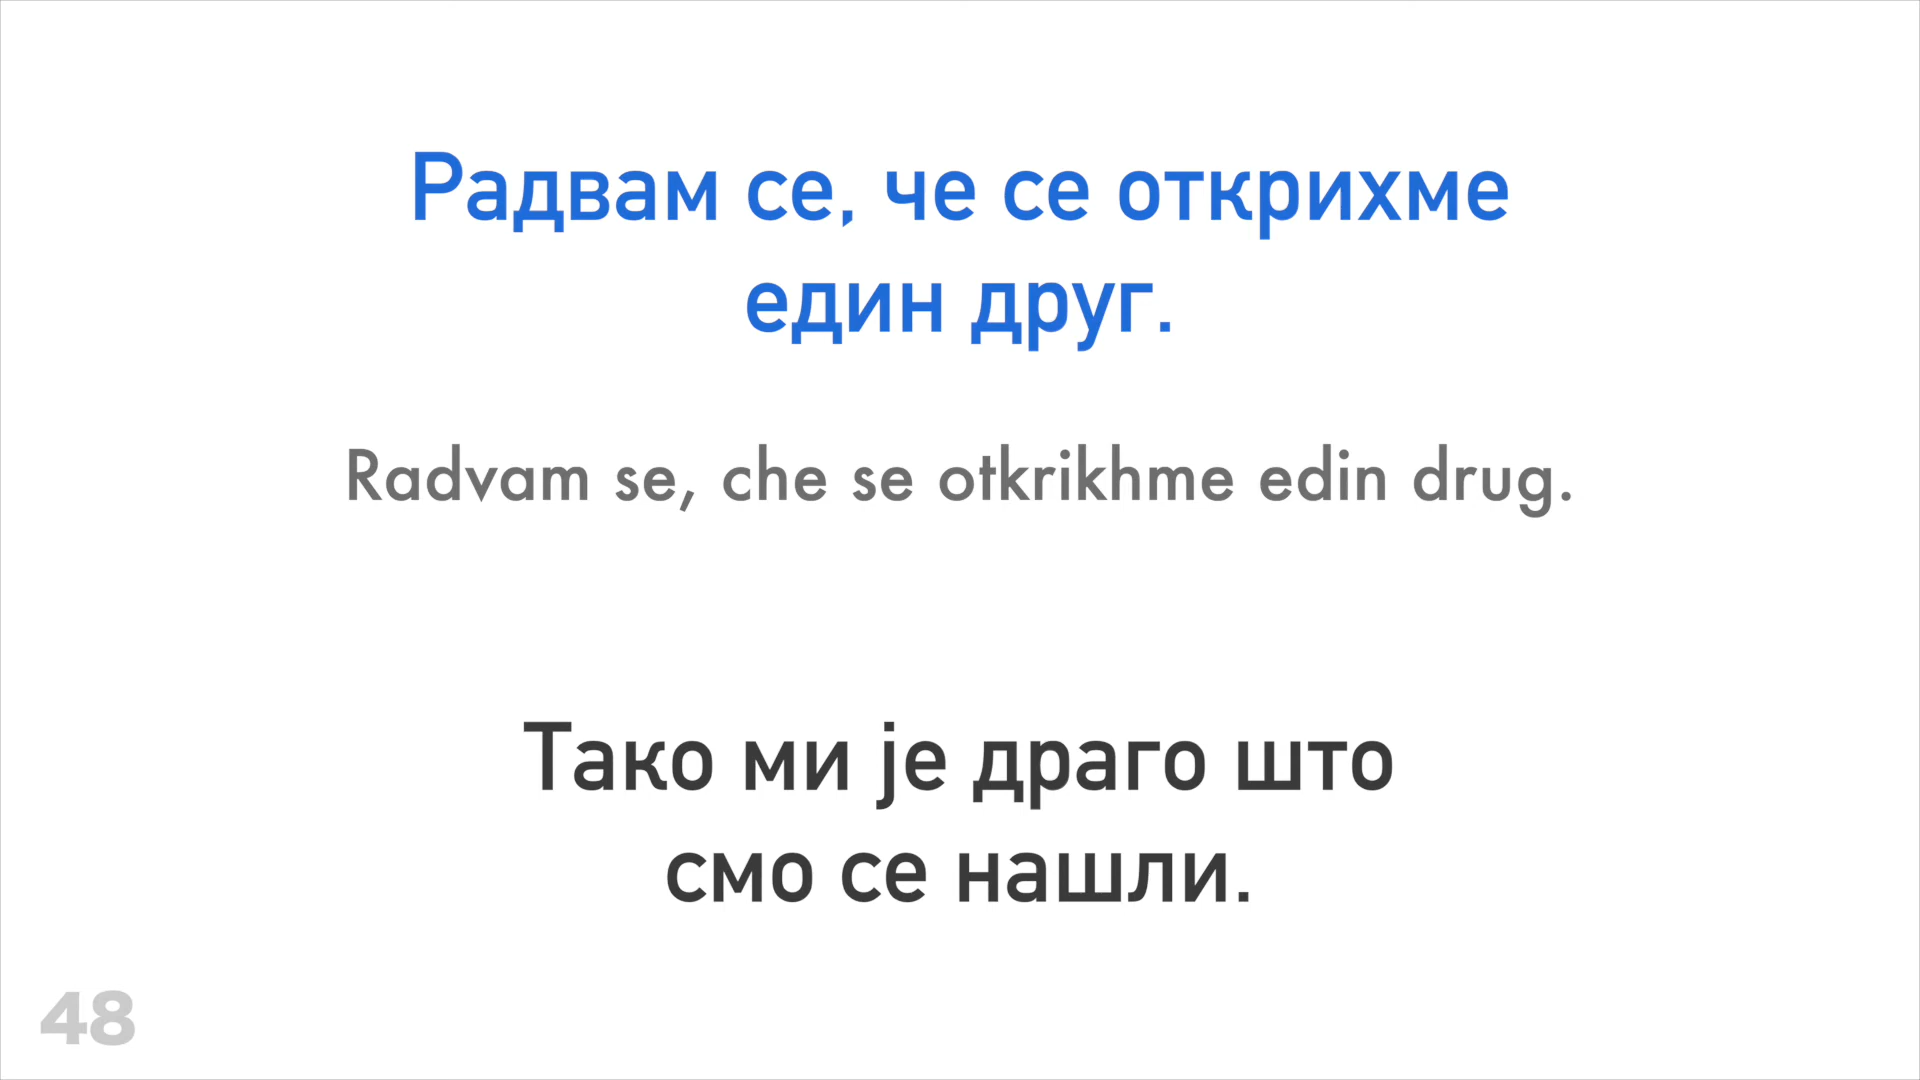 Радвам се, че се открихме
един друг.
Radvam se, che se otkrikhme edin drug.
Тако ми је драго што
смо се нашли.
48